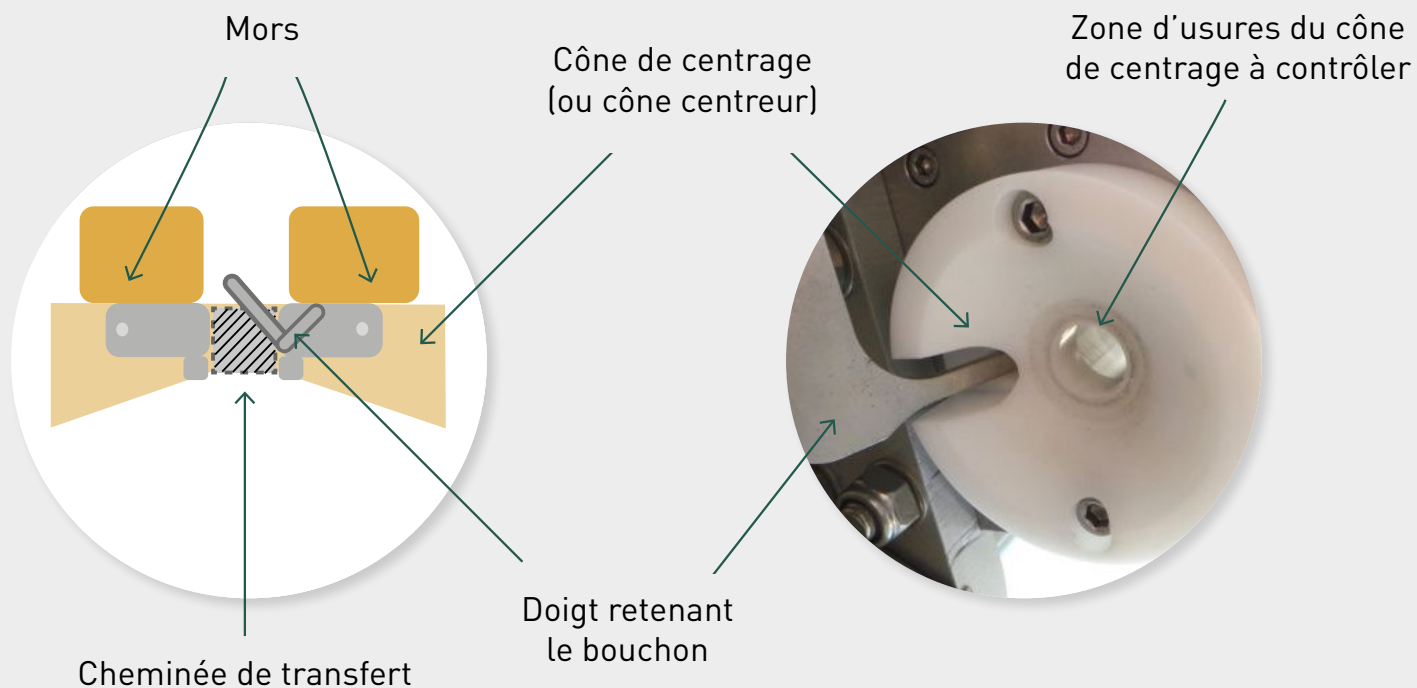 Mors
Cône de centrage
(ou cône centreur)
Zone d'usures du cône
de centrage à contrôler
Doigt retenant
le bouchon
Cheminée de transfert